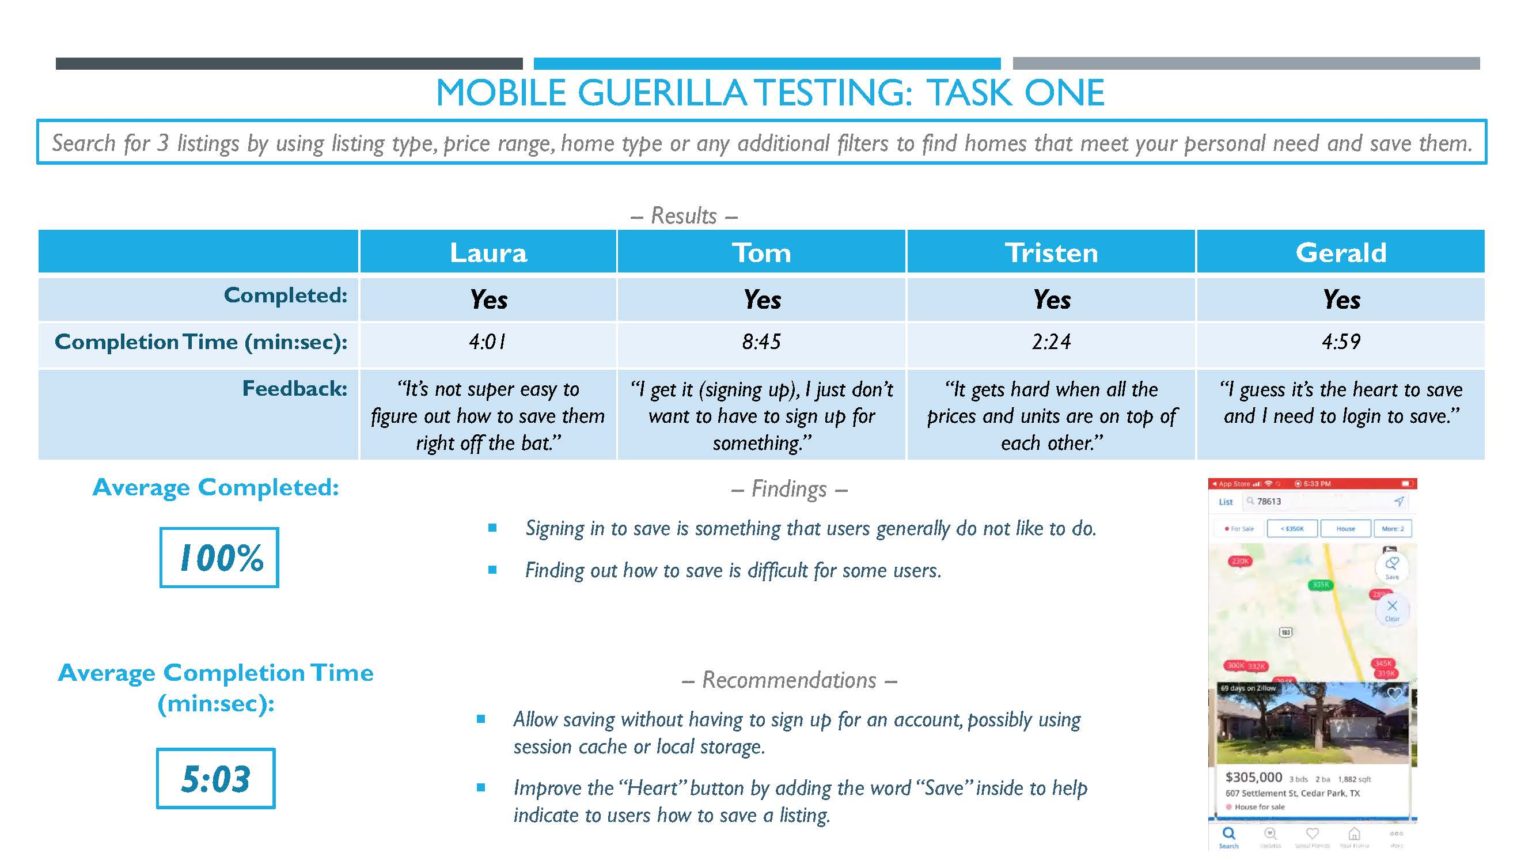 MOBILE GUERILLA TESTING: TASK ONE
Search for 3 listings by using listing type, price range, home type or any additional filters to find homes that meet your personal need and save them.
– Results –
Laura Tom Tristen Gerald
Completed: Yes Yes Yes Yes
Completion Time (min:sec): 4:01 8:45 2:24 4:59
Feedback:
“It’s not super easy to
figure out how to save them
right off the bat.”
“I get it (signing up), I just don’t
want to have to sign up for
something.”
“It gets hard when all the
prices and units are on top of
each other.”
“I guess it’s the heart to save
and I need to login to save.”
Average Completed:
100%
Average Completion Time
(min:sec):
5:03
– Findings –
Signing in to save is something that users generally do not like to do.
Finding out how to save is difficult for some users.
– Recommendations –
Allow saving without having to sign up for an account, possibly using
session cache or local storage.
Improve the “Heart” button by adding the word “Save” inside to help
indicate to users how to save a listing.
App Store 5:33 PM
List 78613
For Sale < $350K House More: 2
230K
Save
305K
Clear
183
300K 332K
345K
319K
69 days on Zillow
$305,000 3 bds 2 ba 1,882 sqft
607 Settlement St, Cedar Park, TX
House for sale
Search Updates Saved Homes Your Home